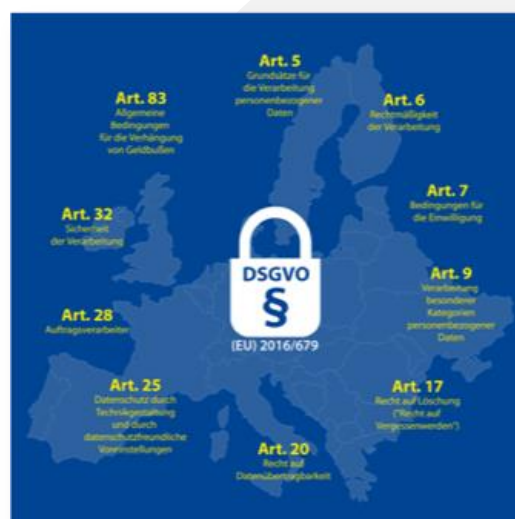 Art. 5
Grundsätze für
die Verarbeitung
personenbezogener
Daten
Art. 6
Rechtmäßigkeit
der Verarbeitung
Art. 7
Bedingungen für
die Einwilligung
Art. 9
Verarbeitung
besonderer
Kategorien
personenbezogener
Daten
Art. 17
Recht auf Löschung
("Recht auf
Vergessenwerden")
Art. 20
Recht auf
Datenübertragbarkeit
Art. 25
Datenschutz durch
Technikgestaltung
und durch
datenschutzfreundliche
Voreinstellungen
Art. 28
Auftragsverarbeiter
Art. 32
Sicherheit
der Verarbeitung
Art. 83
Allgemeine
Bedingungen
für die Verhängung
von Geldbußen
DSGVO
§
(EU) 2016/679